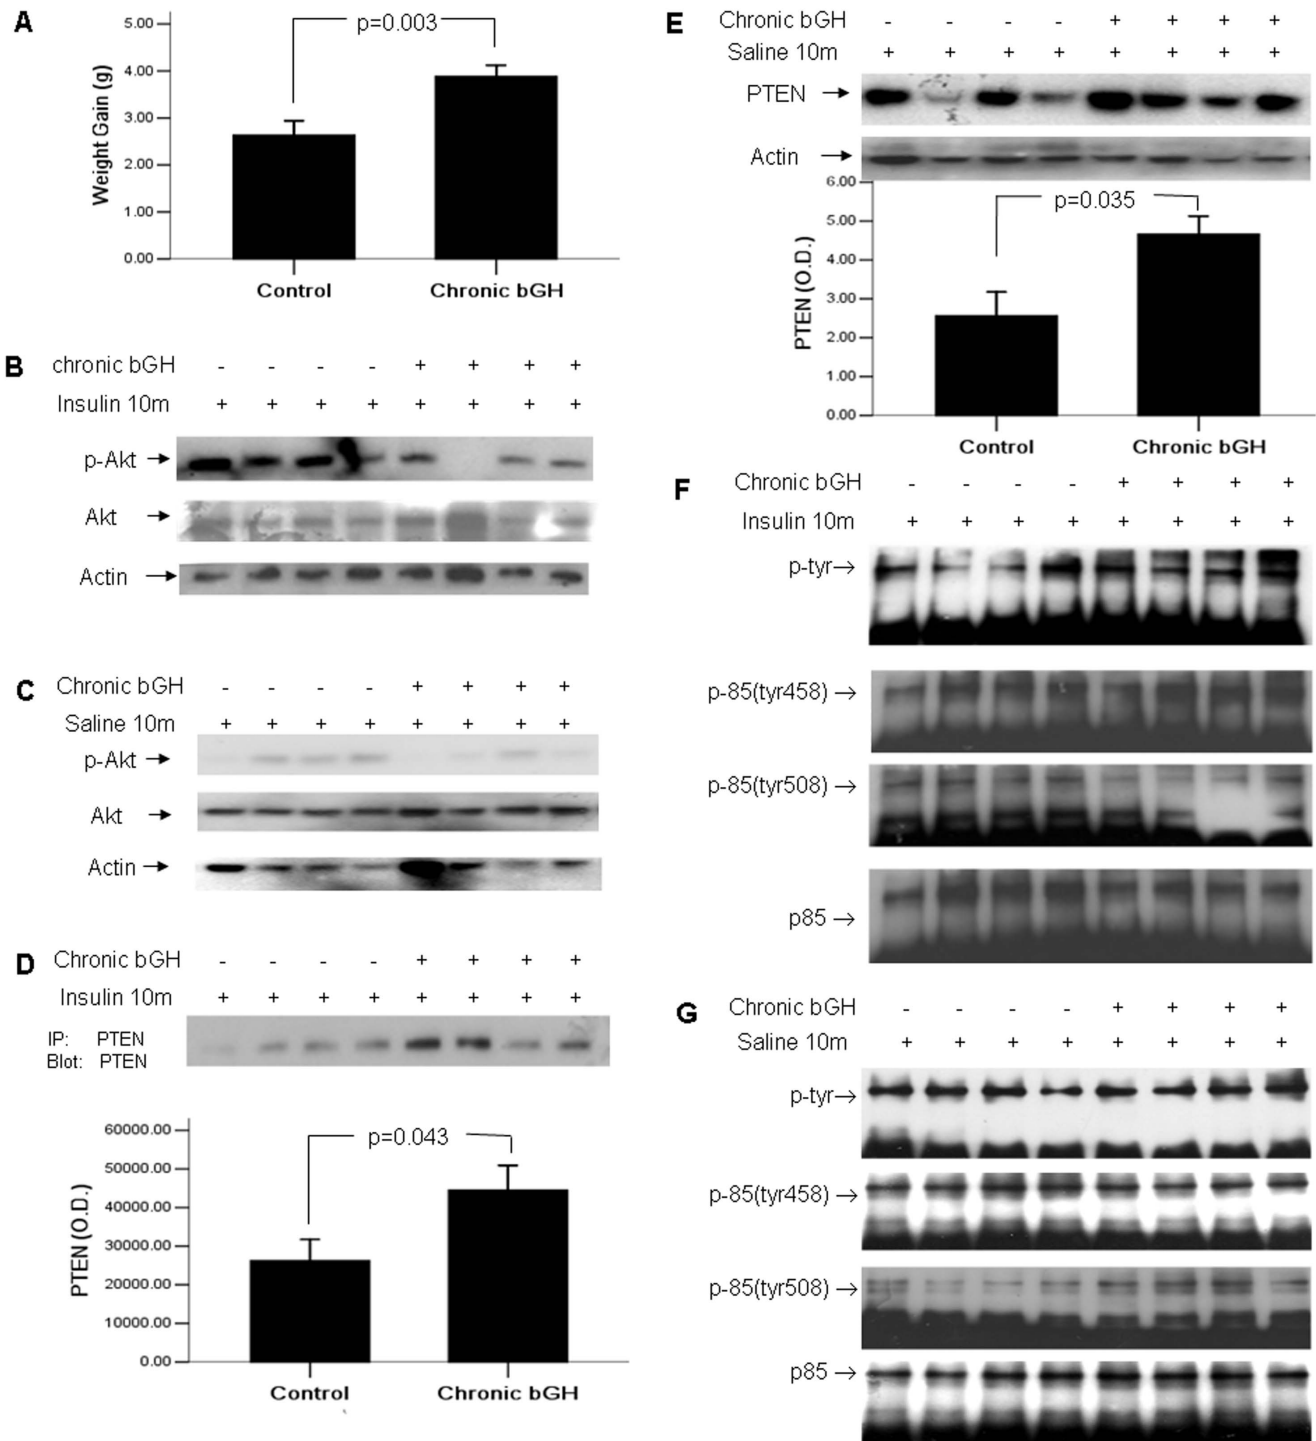 A
5.00
4.00
3.00
2.00
1.00
0.00
Weight Gain (g)
p=0.003
Control Chronic bGH
B
chronic bGH - - - - + + + +
Insulin 10m + + + + + + + +
p-Akt →
Akt →
Actin →
C
Chronic bGH - - - - + + + +
Saline 10m + + + + + + + +
p-Akt →
Akt →
Actin →
D
Chronic bGH - - - - + + + +
Insulin 10m + + + + + + + +
IP: PTEN
Blot: PTEN
60000.00
50000.00
40000.00
30000.00
20000.00
10000.00
0.00
PTEN (O.D.)
p=0.043
Control Chronic bGH
E
Chronic bGH - - - - + + + +
Saline 10m + + + + + + + +
PTEN →
Actin →
6.00
5.00
4.00
3.00
2.00
1.00
0.00
PTEN (O.D.)
p=0.035
Control Chronic bGH
F
Chronic bGH - - - - + + + +
Insulin 10m + + + + + + + +
p-tyr→
p-85(tyr458) →
p-85(tyr508) →
p85 →
G
Chronic bGH - - - - + + + +
Saline 10m + + + + + + + +
p-tyr→
p-85(tyr458) →
p-85(tyr508) →
p85 →